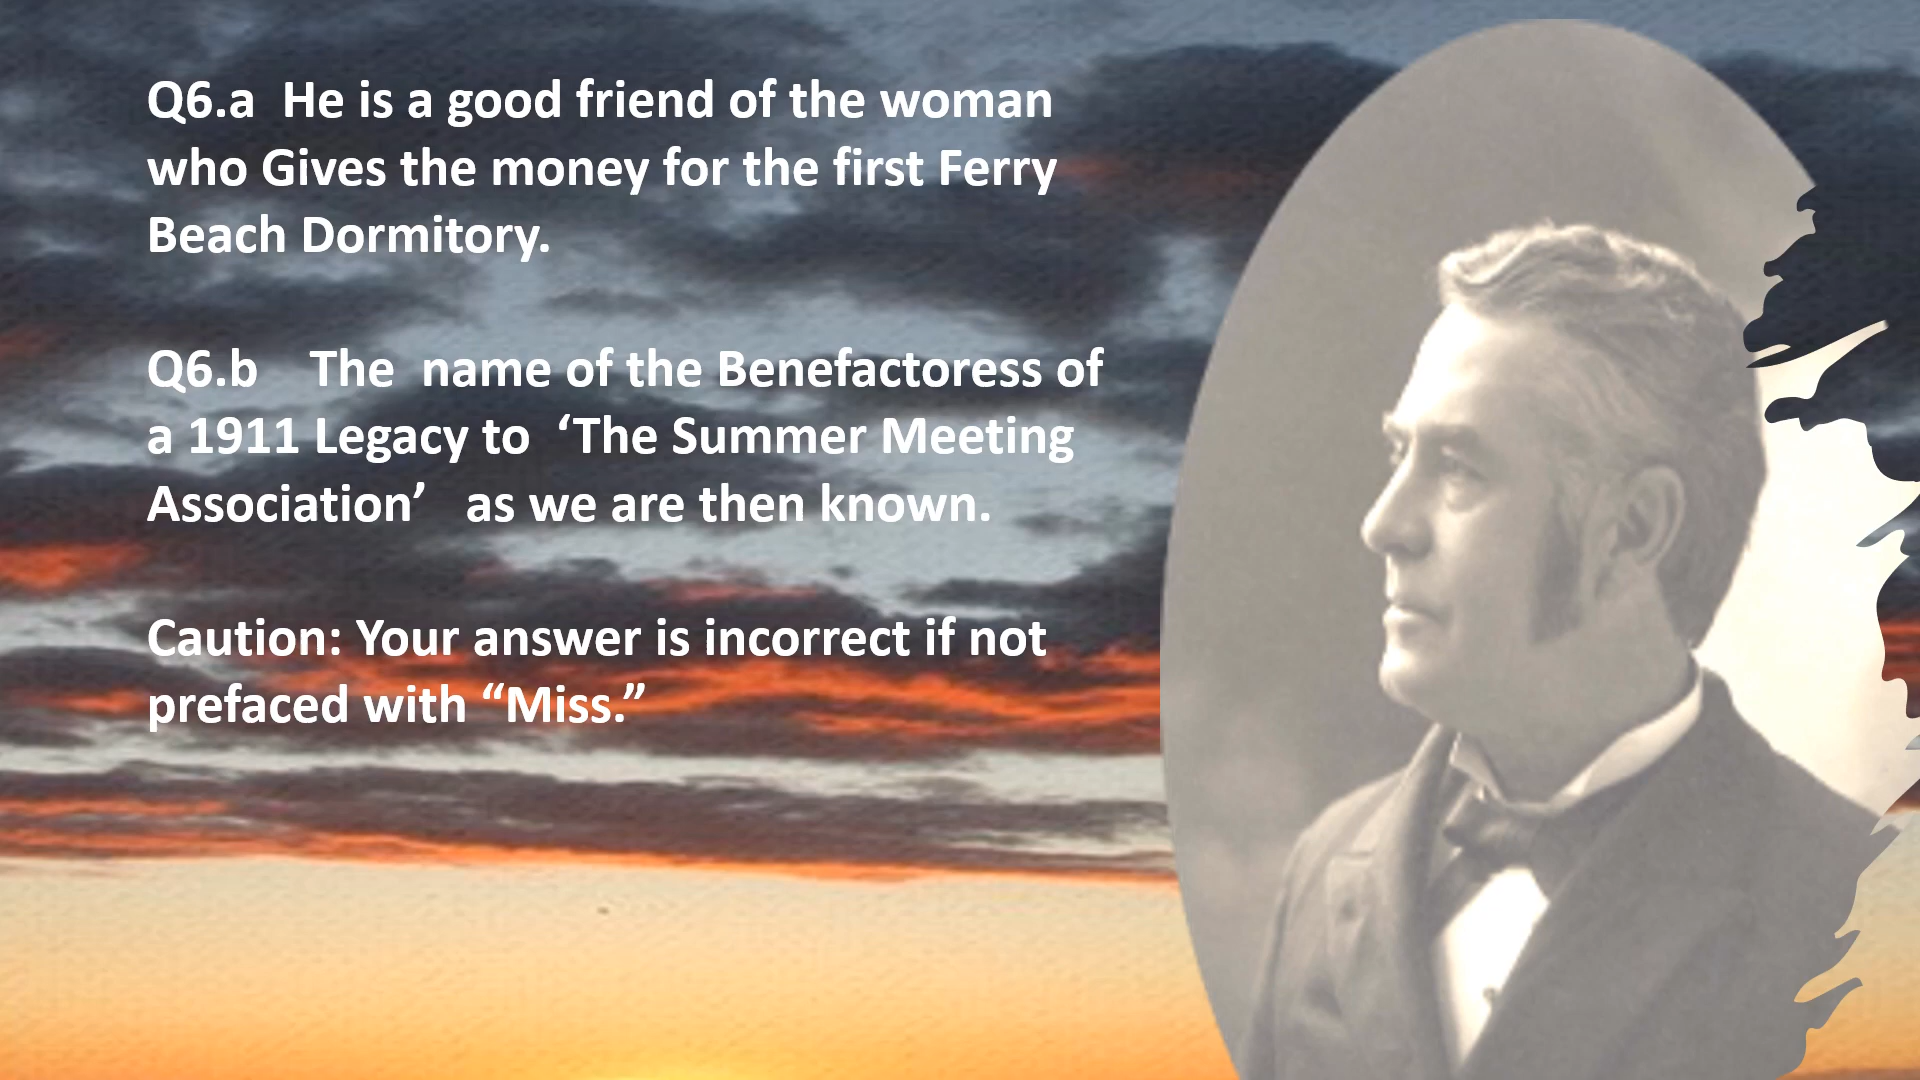 Q6.a  He is a good friend of the woman
who Gives the money for the first Ferry
Beach Dormitory.
Q6.b    The  name of the Benefactoress of
a 1911 Legacy to  ‘The Summer Meeting
Association’   as we are then known.
Caution: Your answer is incorrect if not
prefaced with “Miss.”